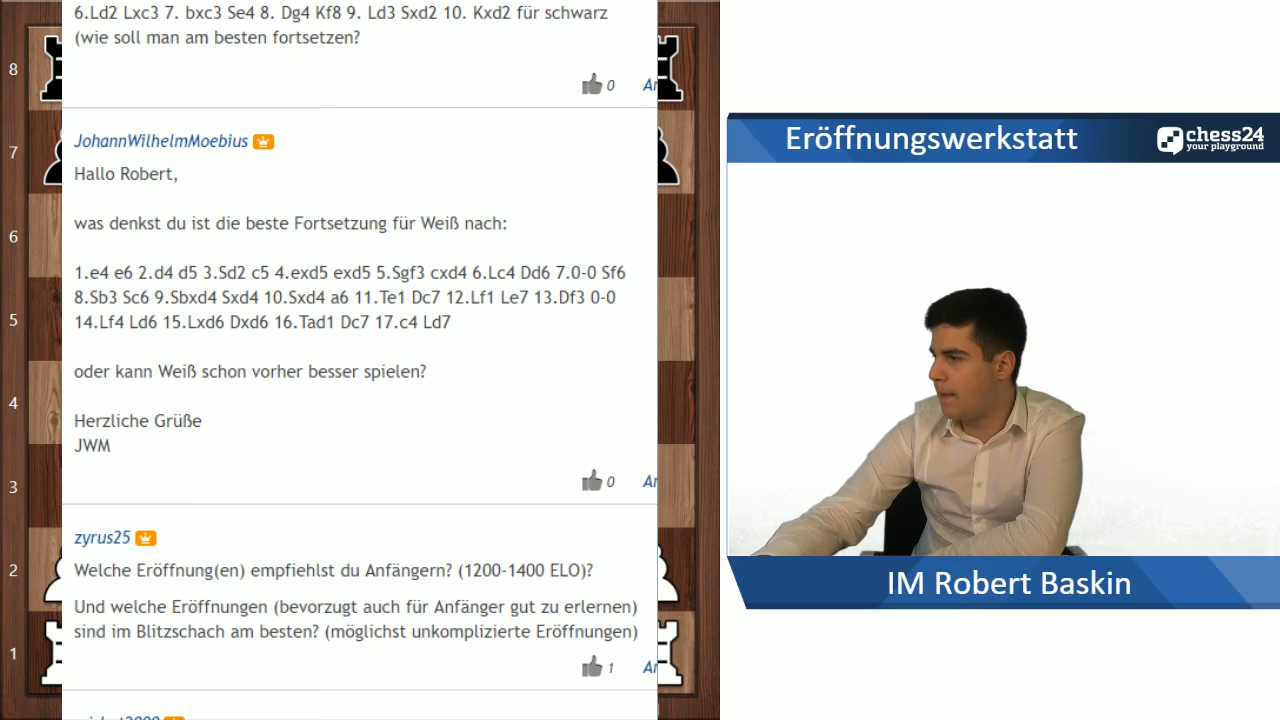 6.Ld2 Lxc3 7. bxc3 Se4 8. Dg4 Kf8 9. Ld3 Sxd2 10. Kxd2 für schwarz
(wie soll man am besten fortsetzen?
0
JohannWilhelmMoebius
Hallo Robert,
was denkst du ist die beste Fortsetzung für Weiß nach:
1.e4 e6 2.d4 d5 3.Sd2 c5 4.exd5 exd5 5.Sgf3 cxd4 6.Lc4 Dd6 7.0-0 Sf6
8.Sb3 Sc6 9.Sbxd4 Sxd4 10.Sxd4 a6 11.Te1 Dc7 12.Lf1 Le7 13.Df3 0-0
14.Lf4 Ld6 15.Lxd6 Dxd6 16.Tad1 Dc7 17.c4 Ld7
oder kann Weiß schon vorher besser spielen?
Herzliche Grüße
JWM
0
zyrus25
Welche Eröffnung(en) empfiehlst du Anfängern? (1200-1400 ELO)?
Und welche Eröffnungen (bevorzugt auch für Anfänger gut zu erlernen)
sind im Blitzschach am besten? (möglichst unkomplizierte Eröffnungen)
1
8
7
6
5
4
3
2
1
Eröffnungswerkstatt
chess24
your playground
IM Robert Baskin